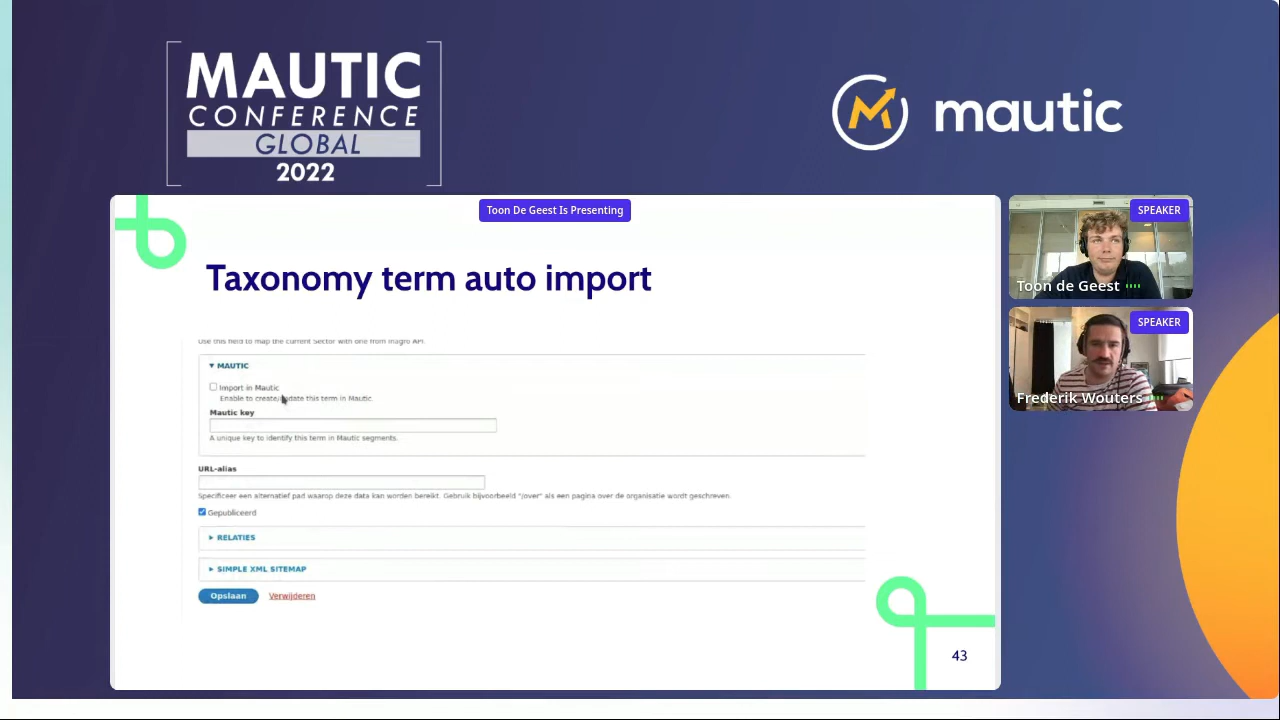 MAUTIC
CONFERENCE
GLOBAL
2022
mautic
Toon De Geest Is Presenting
SPEAKER
Toon de Geest
SPEAKER
Frederik Wouters
Taxonomy term auto import
Use this field to map the current Sector with one from Inagro API.
▼ MAUTIC
Import in Mautic
Enable to create/update this term in Mautic.
Mautic key
A unique key to identify this term in Mautic segments.
URL-alias
Specificeer een alternatief pad waarop deze data kan worden bereikt. Gebruik bijvoorbeeld "/over" als een pagina over de organisatie wordt geschreven.
Gepubliceerd
► RELATIES
► SIMPLE XML SITEMAP
Opslaan Verwijderen
43